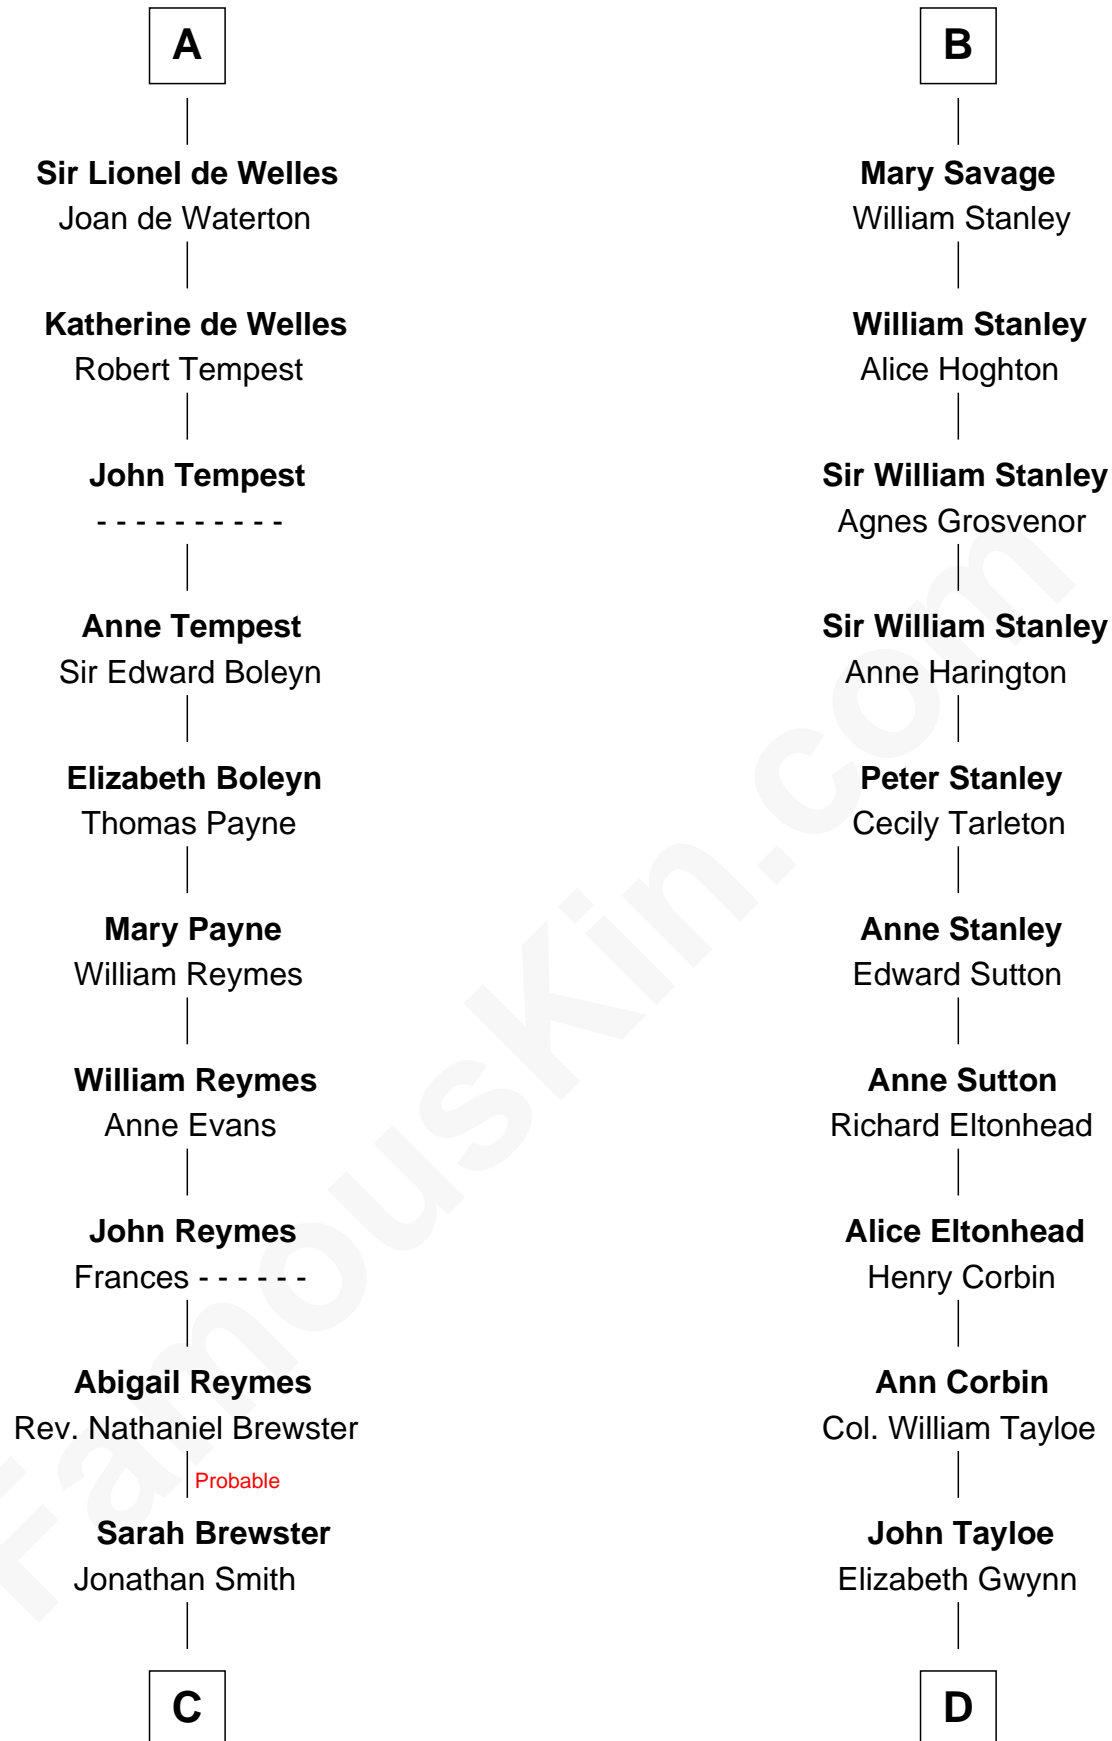 A
Sir Lionel de Welles
Joan de Waterton
Katherine de Welles
Robert Tempest
John Tempest
- - - - - - - - - -
Anne Tempest
Sir Edward Boleyn
Elizabeth Boleyn
Thomas Payne
Mary Payne
William Reymes
William Reymes
Anne Evans
John Reymes
Frances - - - - - -
Abigail Reymes
Rev. Nathaniel Brewster
Probable
Sarah Brewster
Jonathan Smith
C
B
Mary Savage
William Stanley
William Stanley
Alice Hoghton
Sir William Stanley
Agnes Grosvenor
Sir William Stanley
Anne Harington
Peter Stanley
Cecily Tarleton
Anne Stanley
Edward Sutton
Anne Sutton
Richard Eltonhead
Alice Eltonhead
Henry Corbin
Ann Corbin
Col. William Tayloe
John Tayloe
Elizabeth Gwynn
D
FamousKin.com